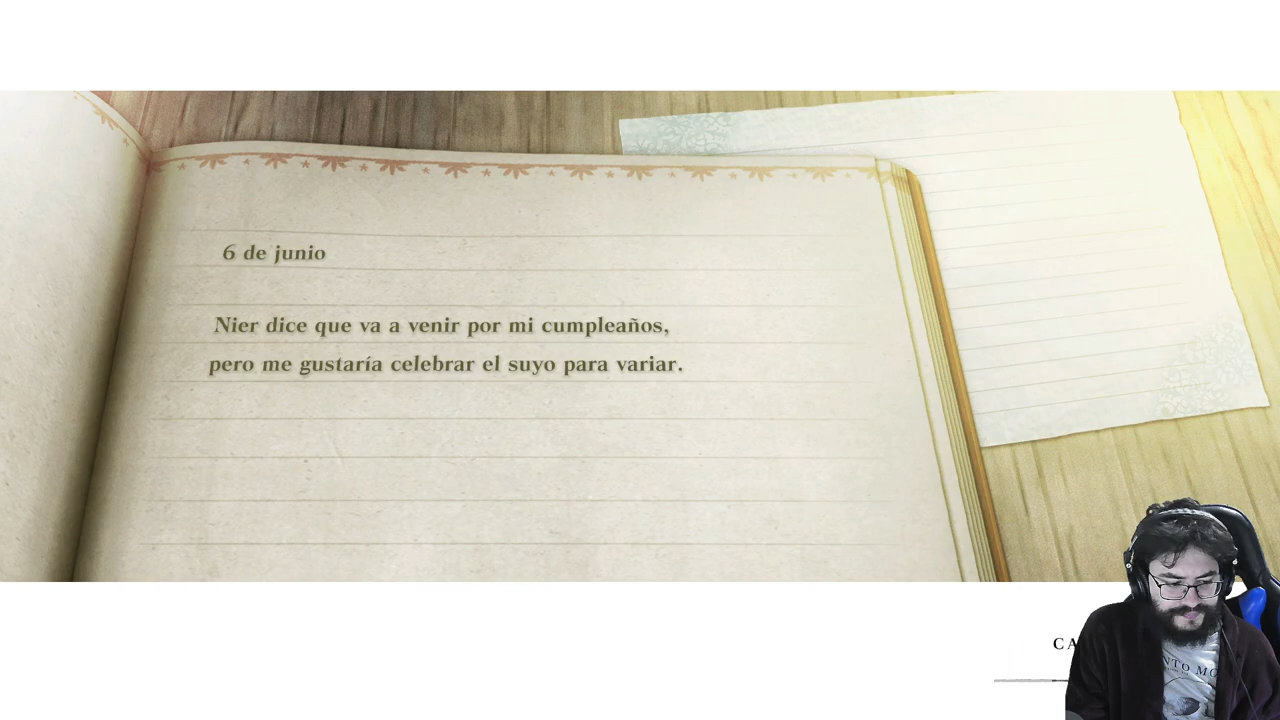 6 de junio
Nier dice que va a venir por mi cumpleaños,
pero me gustaría celebrar el suyo para variar.